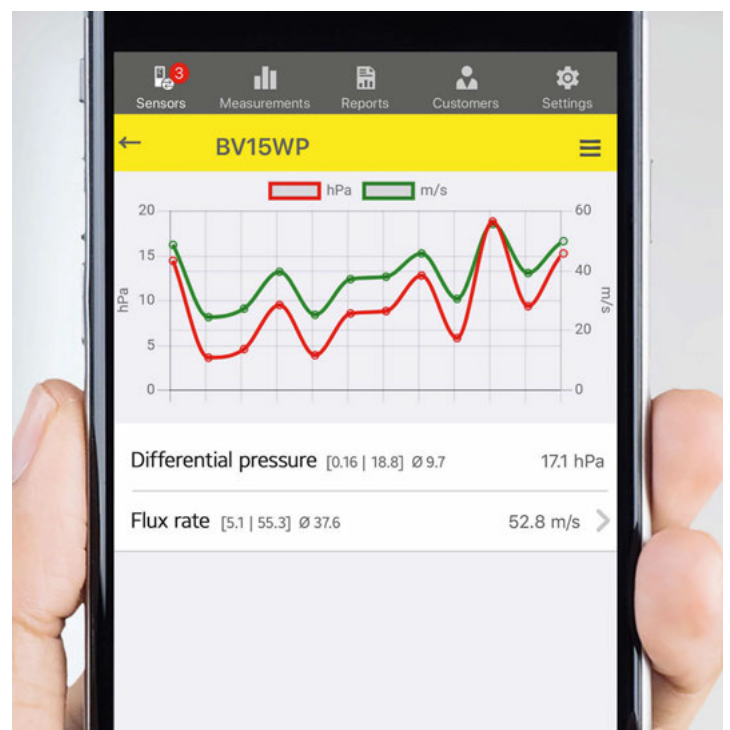 3
Sensors Measurements Reports Customers Settings
← BV15WP
hPa m/s
20 60
15
40
hPa 10 m/s
20
5
0 0
Differential pressure [0.16 | 18.8] Ø 9.7 17.1 hPa
Flux rate [5.1 | 55.3] Ø 37.6 52.8 m/s